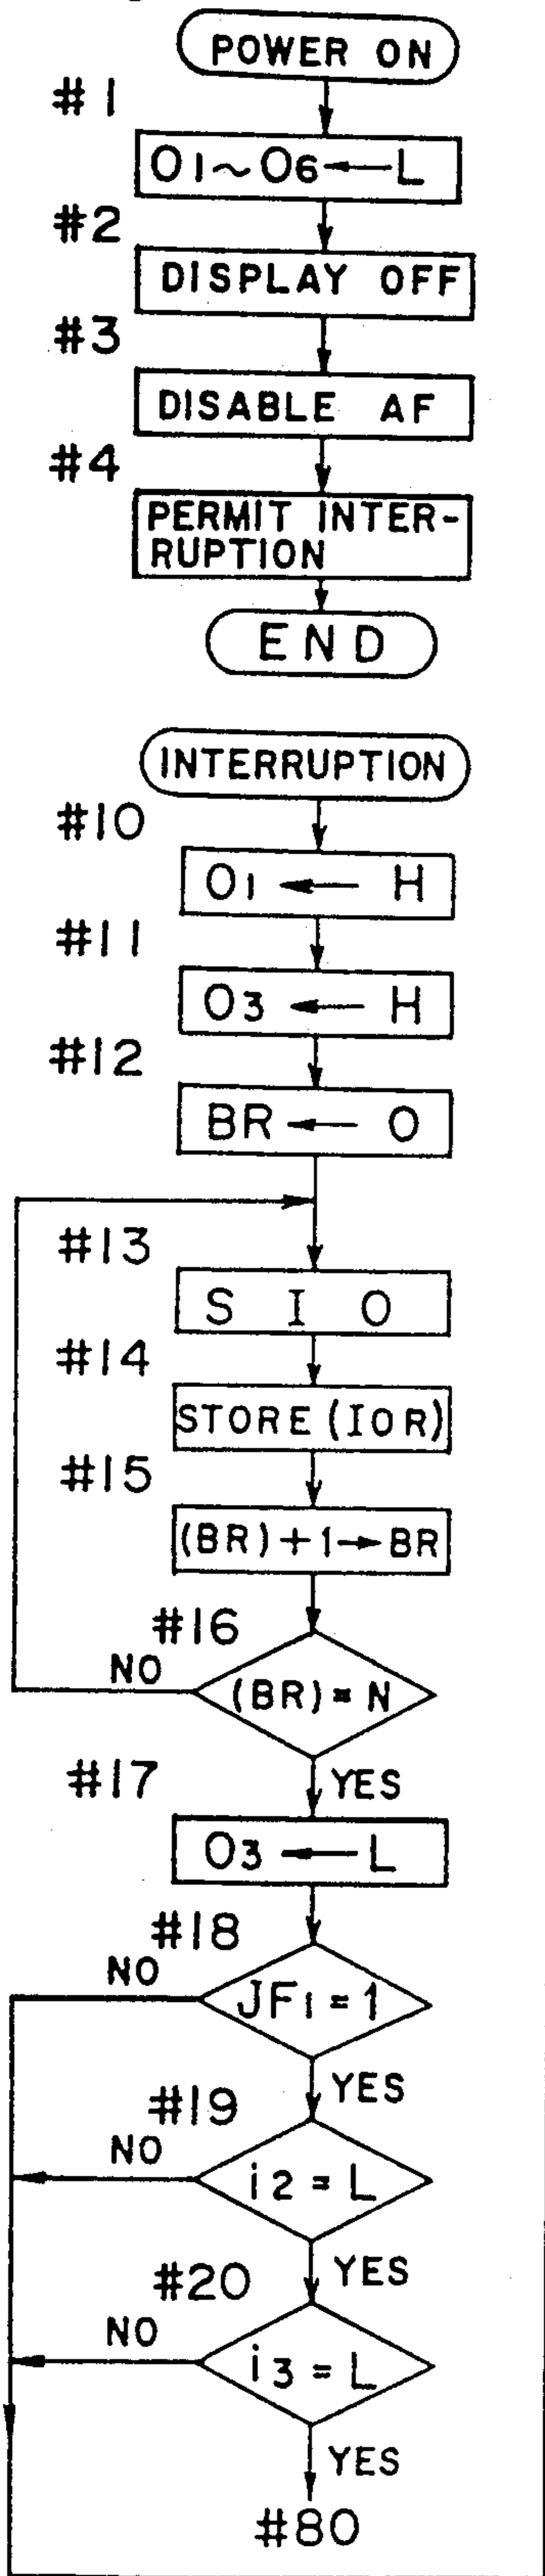 POWER ON
#1
O1~O6←L
#2
DISPLAY OFF
#3
DISABLE AF
#4
PERMIT INTER-
RUPTION
END
INTERRUPTION
#10
O1 ← H
#11
O3 ← H
#12
BR ← O
#13
S I O
#14
STORE (IOR)
#15
(BR)+1→BR
#16
NO
(BR)=N
#17
YES
O3 ← L
#18
NO
JF1=1
YES
#19
NO
i2=L
YES
#20
NO
i3=L
YES
#80